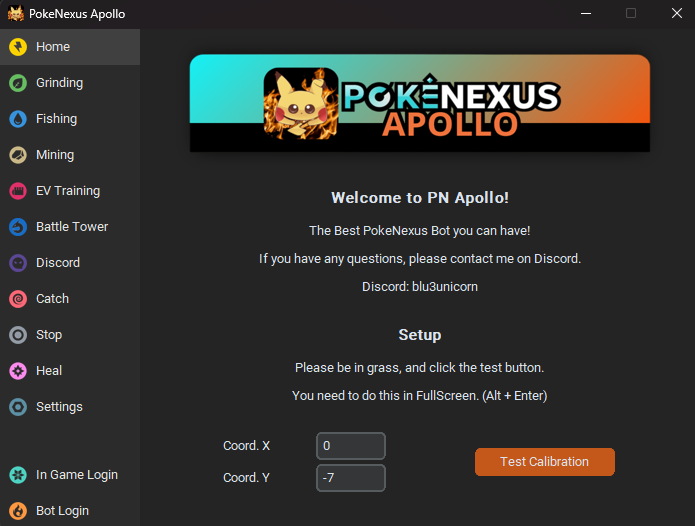 PokeNexus Apollo
Home
Grinding
Fishing
Mining
EV Training
Battle Tower
Discord
Catch
Stop
Heal
Settings
In Game Login
Bot Login
POKÉNEXUS
APOLLO
Welcome to PN Apollo!
The Best PokeNexus Bot you can have!
If you have any questions, please contact me on Discord.
Discord: blu3unicorn
Setup
Please be in grass, and click the test button.
You need to do this in FullScreen. (Alt + Enter)
Coord. X 0
Coord. Y -7
Test Calibration